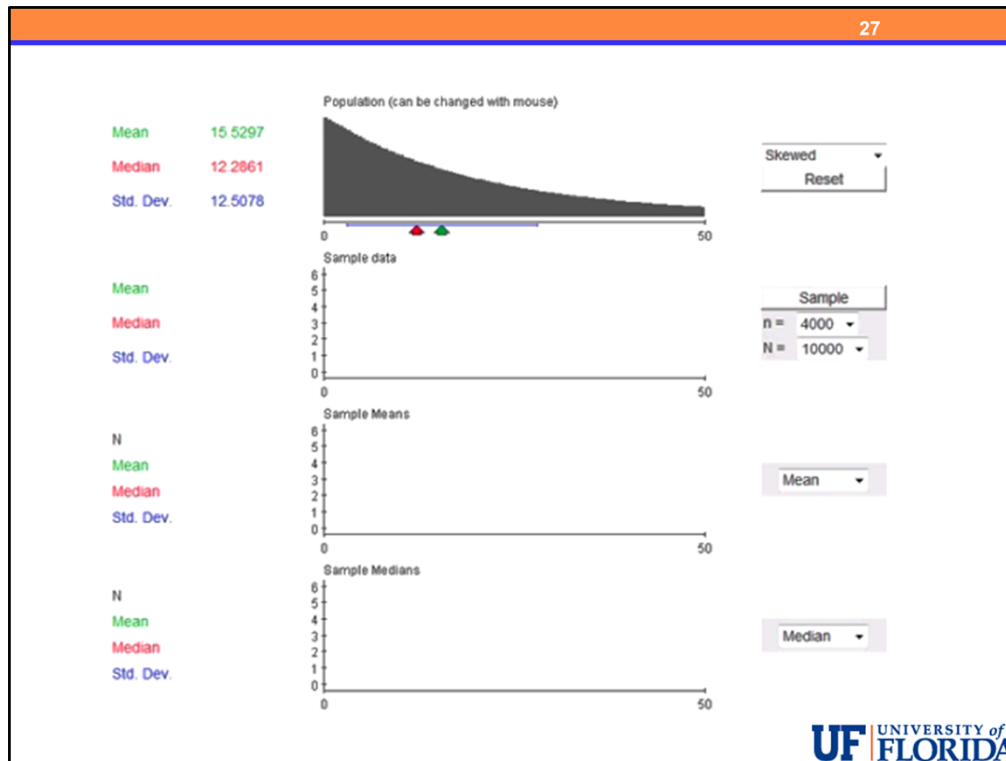 27
Population (can be changed with mouse)
Mean 15.5297
Median 12.2861
Std. Dev. 12.5078
Skewed
Reset
0 50
Sample data
Mean
Median
Std. Dev.
6
5
4
3
2
1
0
0 50
Sample
n = 4000
N = 10000
Sample Means
N
Mean
Median
Std. Dev.
6
5
4
3
2
1
0
0 50
Mean
Sample Medians
N
Mean
Median
Std. Dev.
6
5
4
3
2
1
0
0 50
Median
UF UNIVERSITY of
FLORIDA